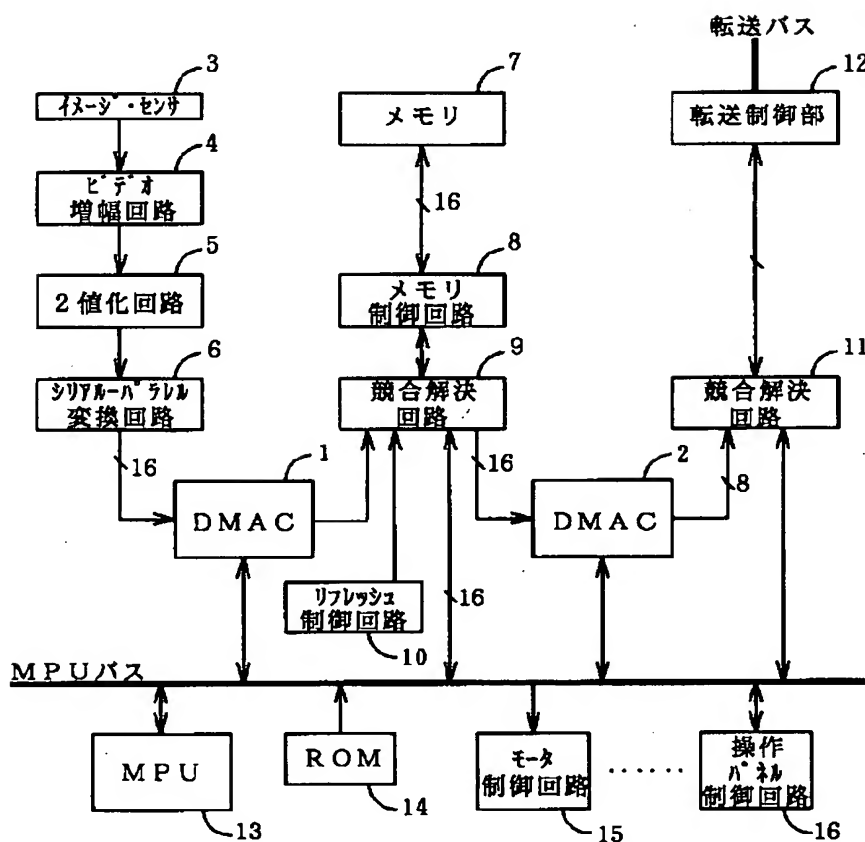 転送バス
3
イメージ・センサ
7
メモリ
12
転送制御部
4
ビデオ
増幅回路
16
5
2値化回路
8
メモリ
制御回路
6
シリアルーパラレル
変換回路
9
競合解決
回路
11
競合解決
回路
16
1
DMAC
16
2
DMAC
8
リフレッシュ
制御回路
10
16
MPUバス
MPU
13
ROM
14
モータ
制御回路
15
……
操作
パネル
制御回路
16